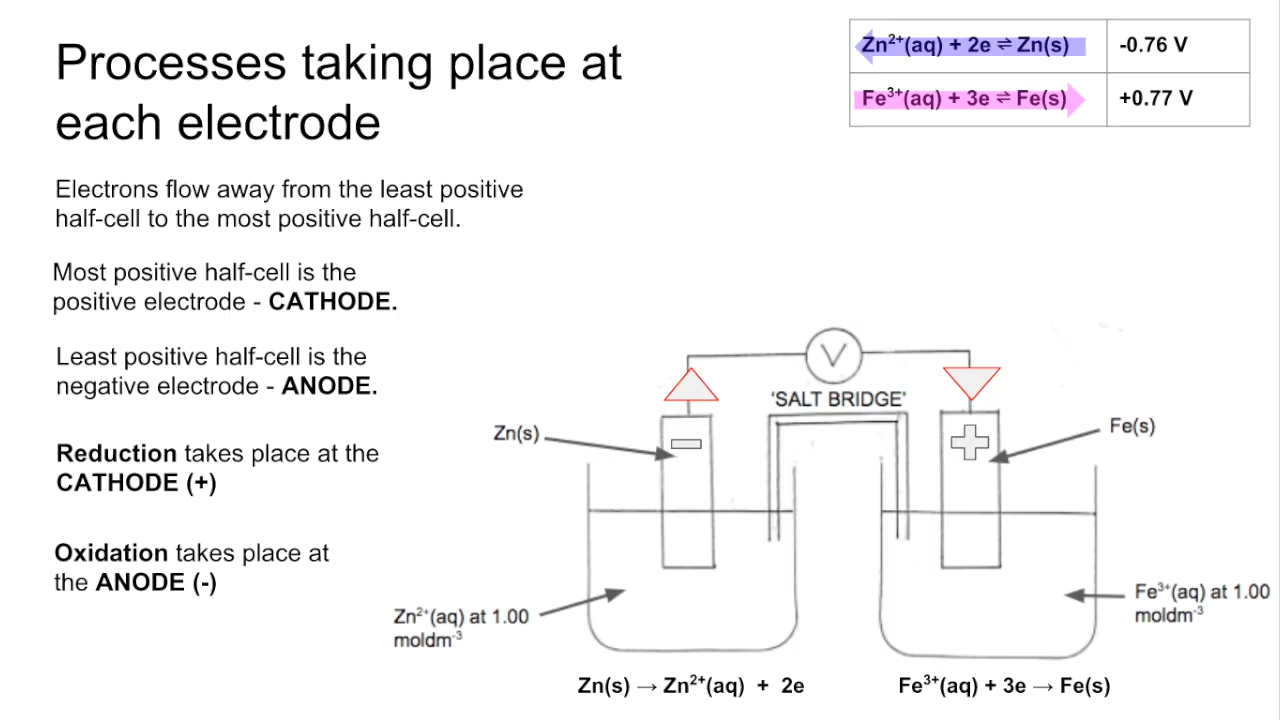 Processes taking place at
each electrode
Zn²⁺(aq) + 2e ⇌ Zn(s) -0.76 V
Fe³⁺(aq) + 3e ⇌ Fe(s) +0.77 V
Electrons flow away from the least positive
half-cell to the most positive half-cell.
Most positive half-cell is the
positive electrode - CATHODE.
Least positive half-cell is the
negative electrode - ANODE.
Reduction takes place at the
CATHODE (+)
Oxidation takes place at
the ANODE (-)
V
'SALT BRIDGE'
Zn(s)
Fe(s)
Zn²⁺(aq) at 1.00
moldm⁻³
Fe³⁺(aq) at 1.00
moldm⁻³
Zn(s) → Zn²⁺(aq) + 2e
Fe³⁺(aq) + 3e → Fe(s)